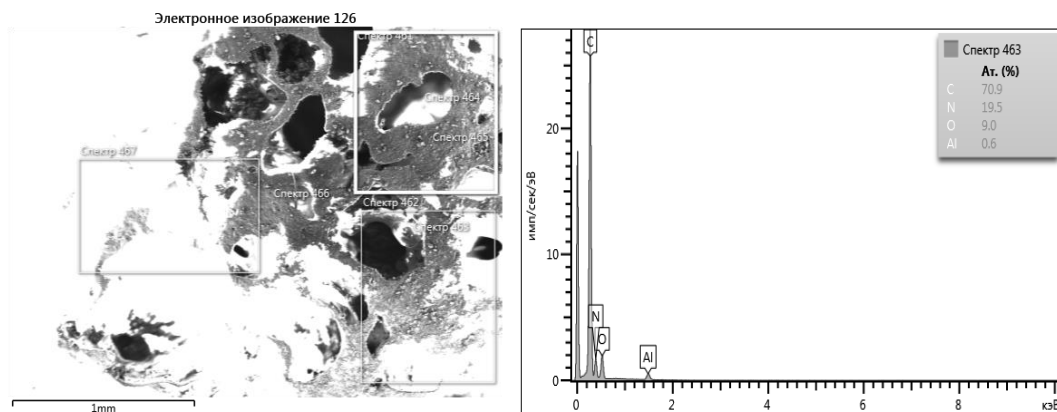 Электронное изображение 126
Спектр 461
Спектр 464
Спектр 465
Спектр 467
Спектр 466
Спектр 462
Спектр 463
1mm
имп/сек/эВ
20
10
0
C
N
O
Al
0
2
4
6
8
кэВ
Спектр 463
Ат. (%)
C 70.9
N 19.5
O 9.0
Al 0.6